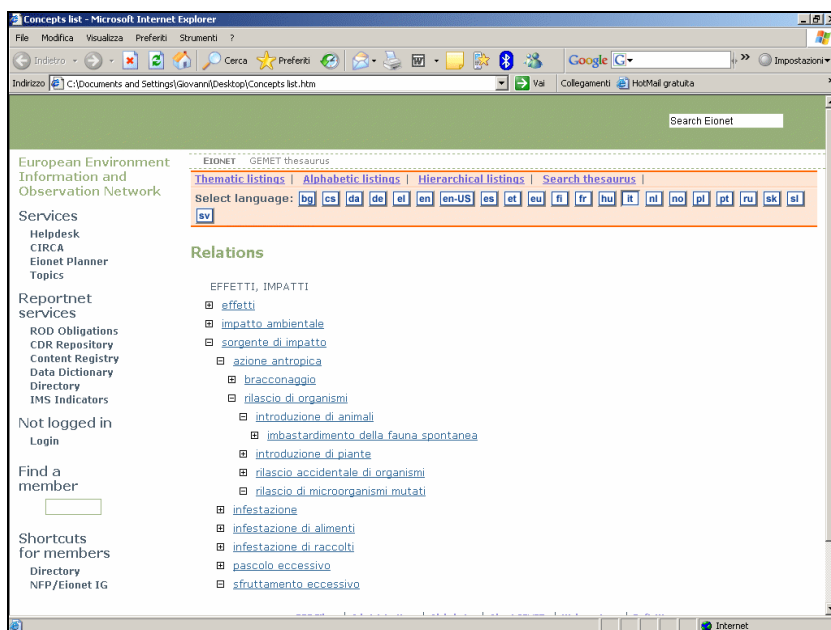 Concepts list - Microsoft Internet Explorer
File Modifica Visualizza Preferiti Strumenti ?
Indietro Cerca Preferiti Google G Impostazioni
Indirizzo C:\Documents and Settings\Giovanni\Desktop\Concepts list.htm Vai Collegamenti HotMail gratuita
Search Eionet
European Environment
Information and
Observation Network
Services
Helpdesk
CIRCA
Eionet Planner
Topics
Reportnet
services
ROD Obligations
CDR Repository
Content Registry
Data Dictionary
Directory
IMS Indicators
Not logged in
Login
Find a
member
Shortcuts
for members
Directory
NFP/Eionet IG
EIONET GEMET thesaurus
Thematic listings | Alphabetic listings | Hierarchical listings | Search thesaurus |
Select language: bg cs da de el en en-US es et eu fi fr hu it nl no pl pt ru sk sl
sv
Relations
EFFETTI, IMPATTI
effetti
impatto ambientale
sorgente di impatto
azione antropica
bracconaggio
rilascio di organismi
introduzione di animali
imbastardimento della fauna spontanea
introduzione di piante
rilascio accidentale di organismi
rilascio di microorganismi mutati
infestazione
infestazione di alimenti
infestazione di raccolti
pascolo eccessivo
sfruttamento eccessivo
Internet